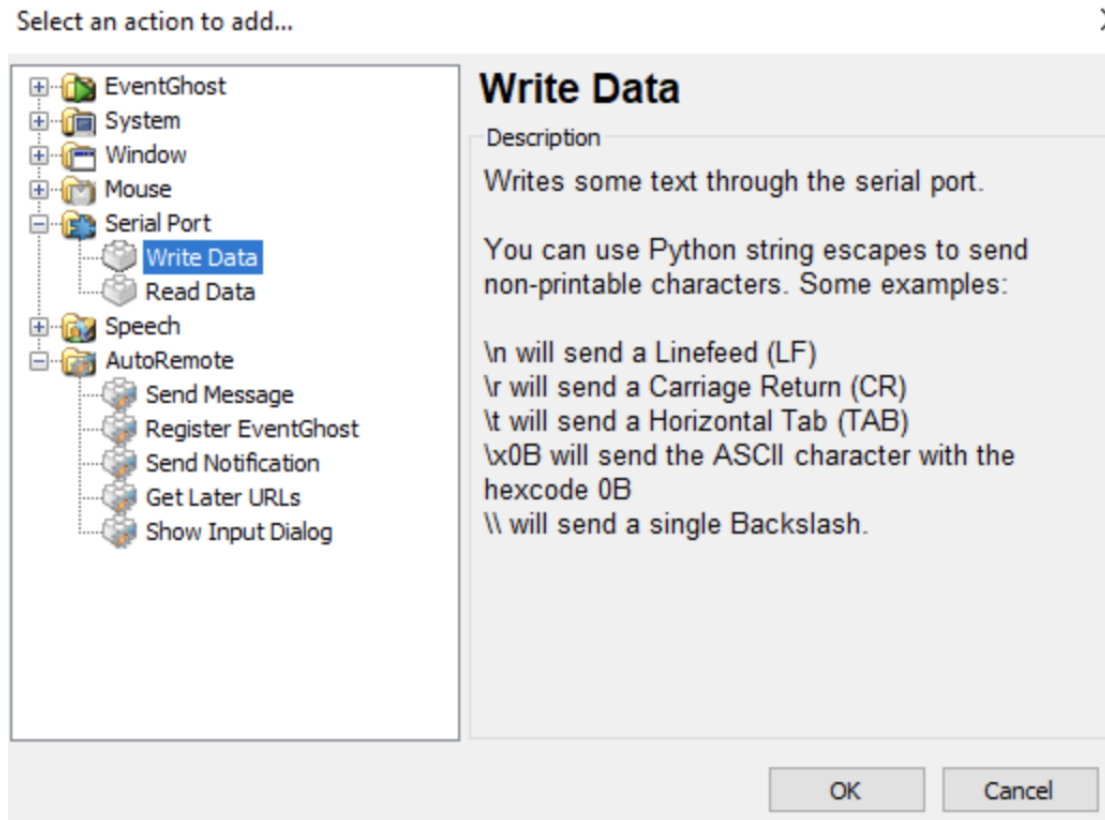 Select an action to add...
EventGhost
System
Window
Mouse
Serial Port
Write Data
Read Data
Speech
AutoRemote
Send Message
Register EventGhost
Send Notification
Get Later URLs
Show Input Dialog
Write Data
Description
Writes some text through the serial port.
You can use Python string escapes to send
non-printable characters. Some examples:
\n will send a Linefeed (LF)
\r will send a Carriage Return (CR)
\t will send a Horizontal Tab (TAB)
\x0B will send the ASCII character with the
hexcode 0B
\\ will send a single Backslash.
OK
Cancel